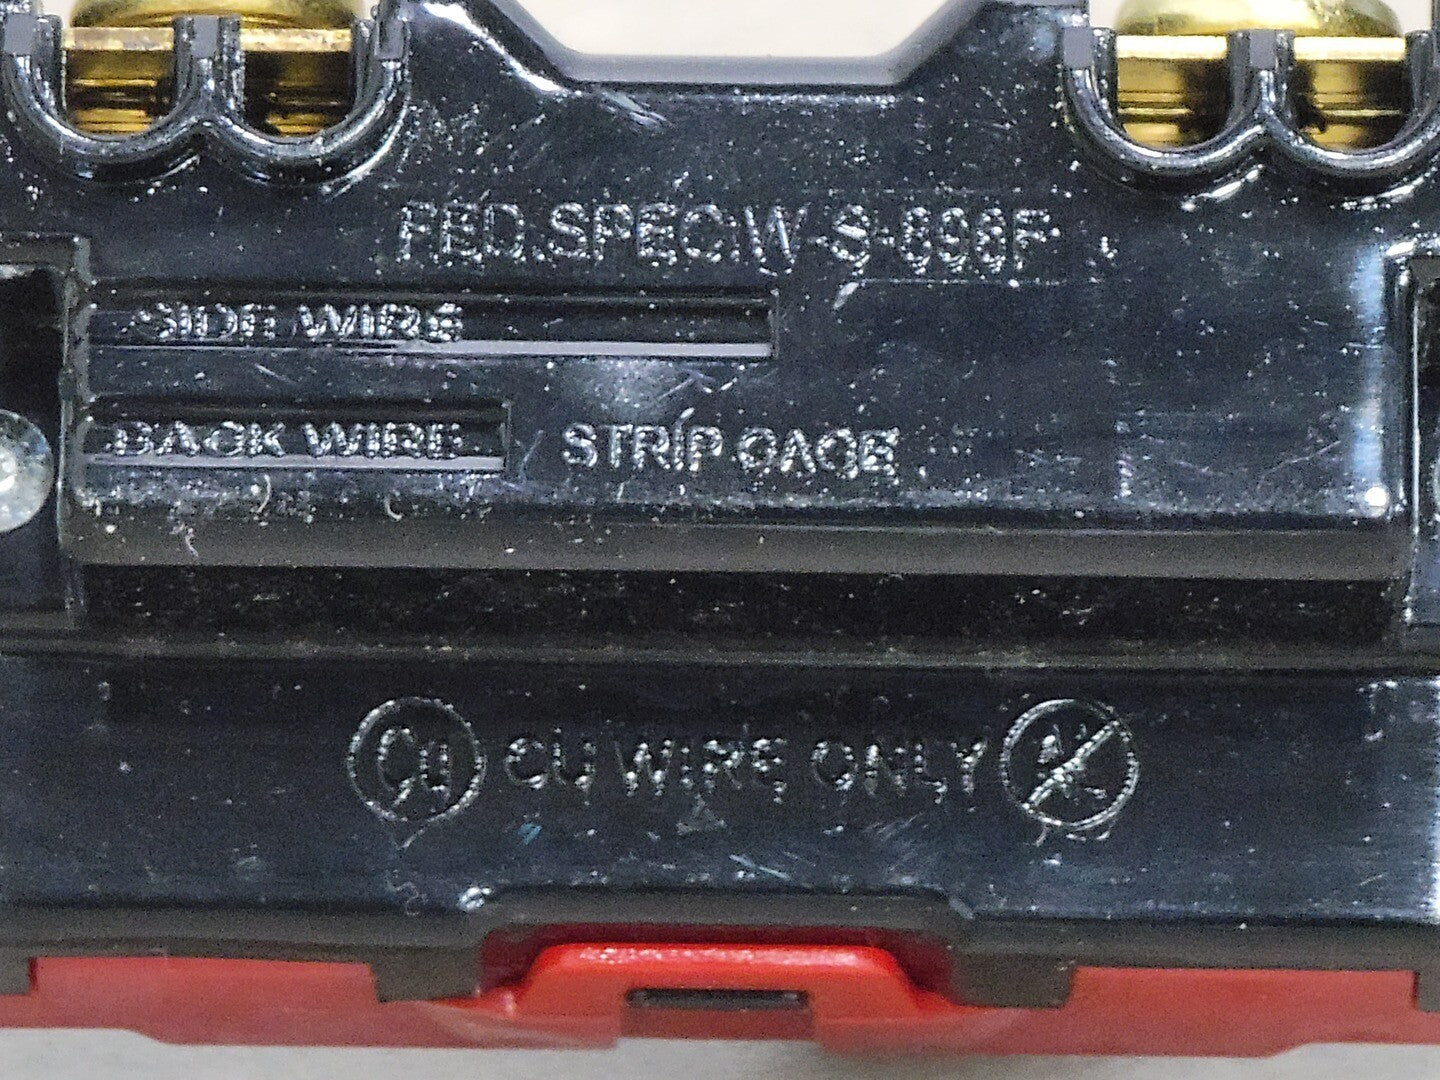 FED.SPEC.W-S-896F
SIDE WIRE
BACK WIRE STRIP GAGE
Cu CU WIRE ONLY AL